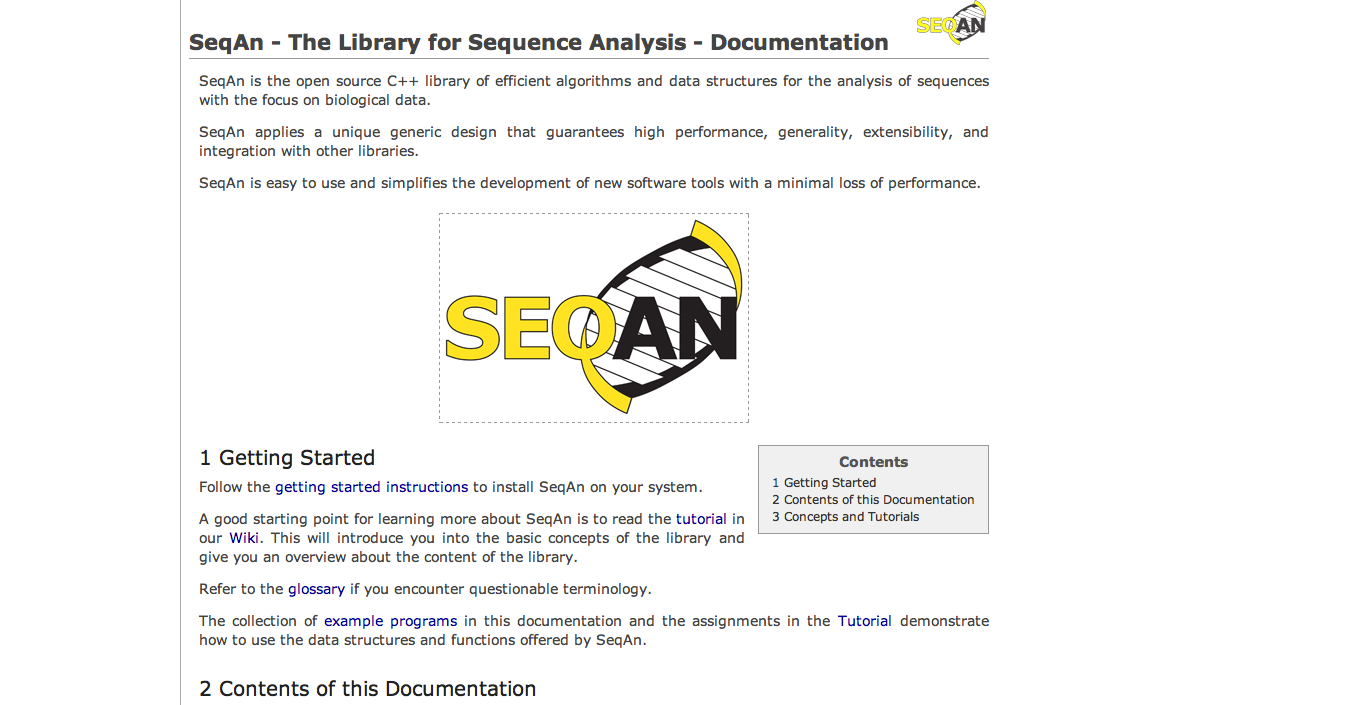 SEQAN
SeqAn - The Library for Sequence Analysis - Documentation
SeqAn is the open source C++ library of efficient algorithms and data structures for the analysis of sequences
with the focus on biological data.
SeqAn applies a unique generic design that guarantees high performance, generality, extensibility, and
integration with other libraries.
SeqAn is easy to use and simplifies the development of new software tools with a minimal loss of performance.
SEQAN
1 Getting Started
Follow the getting started instructions to install SeqAn on your system.
A good starting point for learning more about SeqAn is to read the tutorial in
our Wiki. This will introduce you into the basic concepts of the library and
give you an overview about the content of the library.
Contents
1 Getting Started
2 Contents of this Documentation
3 Concepts and Tutorials
Refer to the glossary if you encounter questionable terminology.
The collection of example programs in this documentation and the assignments in the Tutorial demonstrate
how to use the data structures and functions offered by SeqAn.
2 Contents of this Documentation